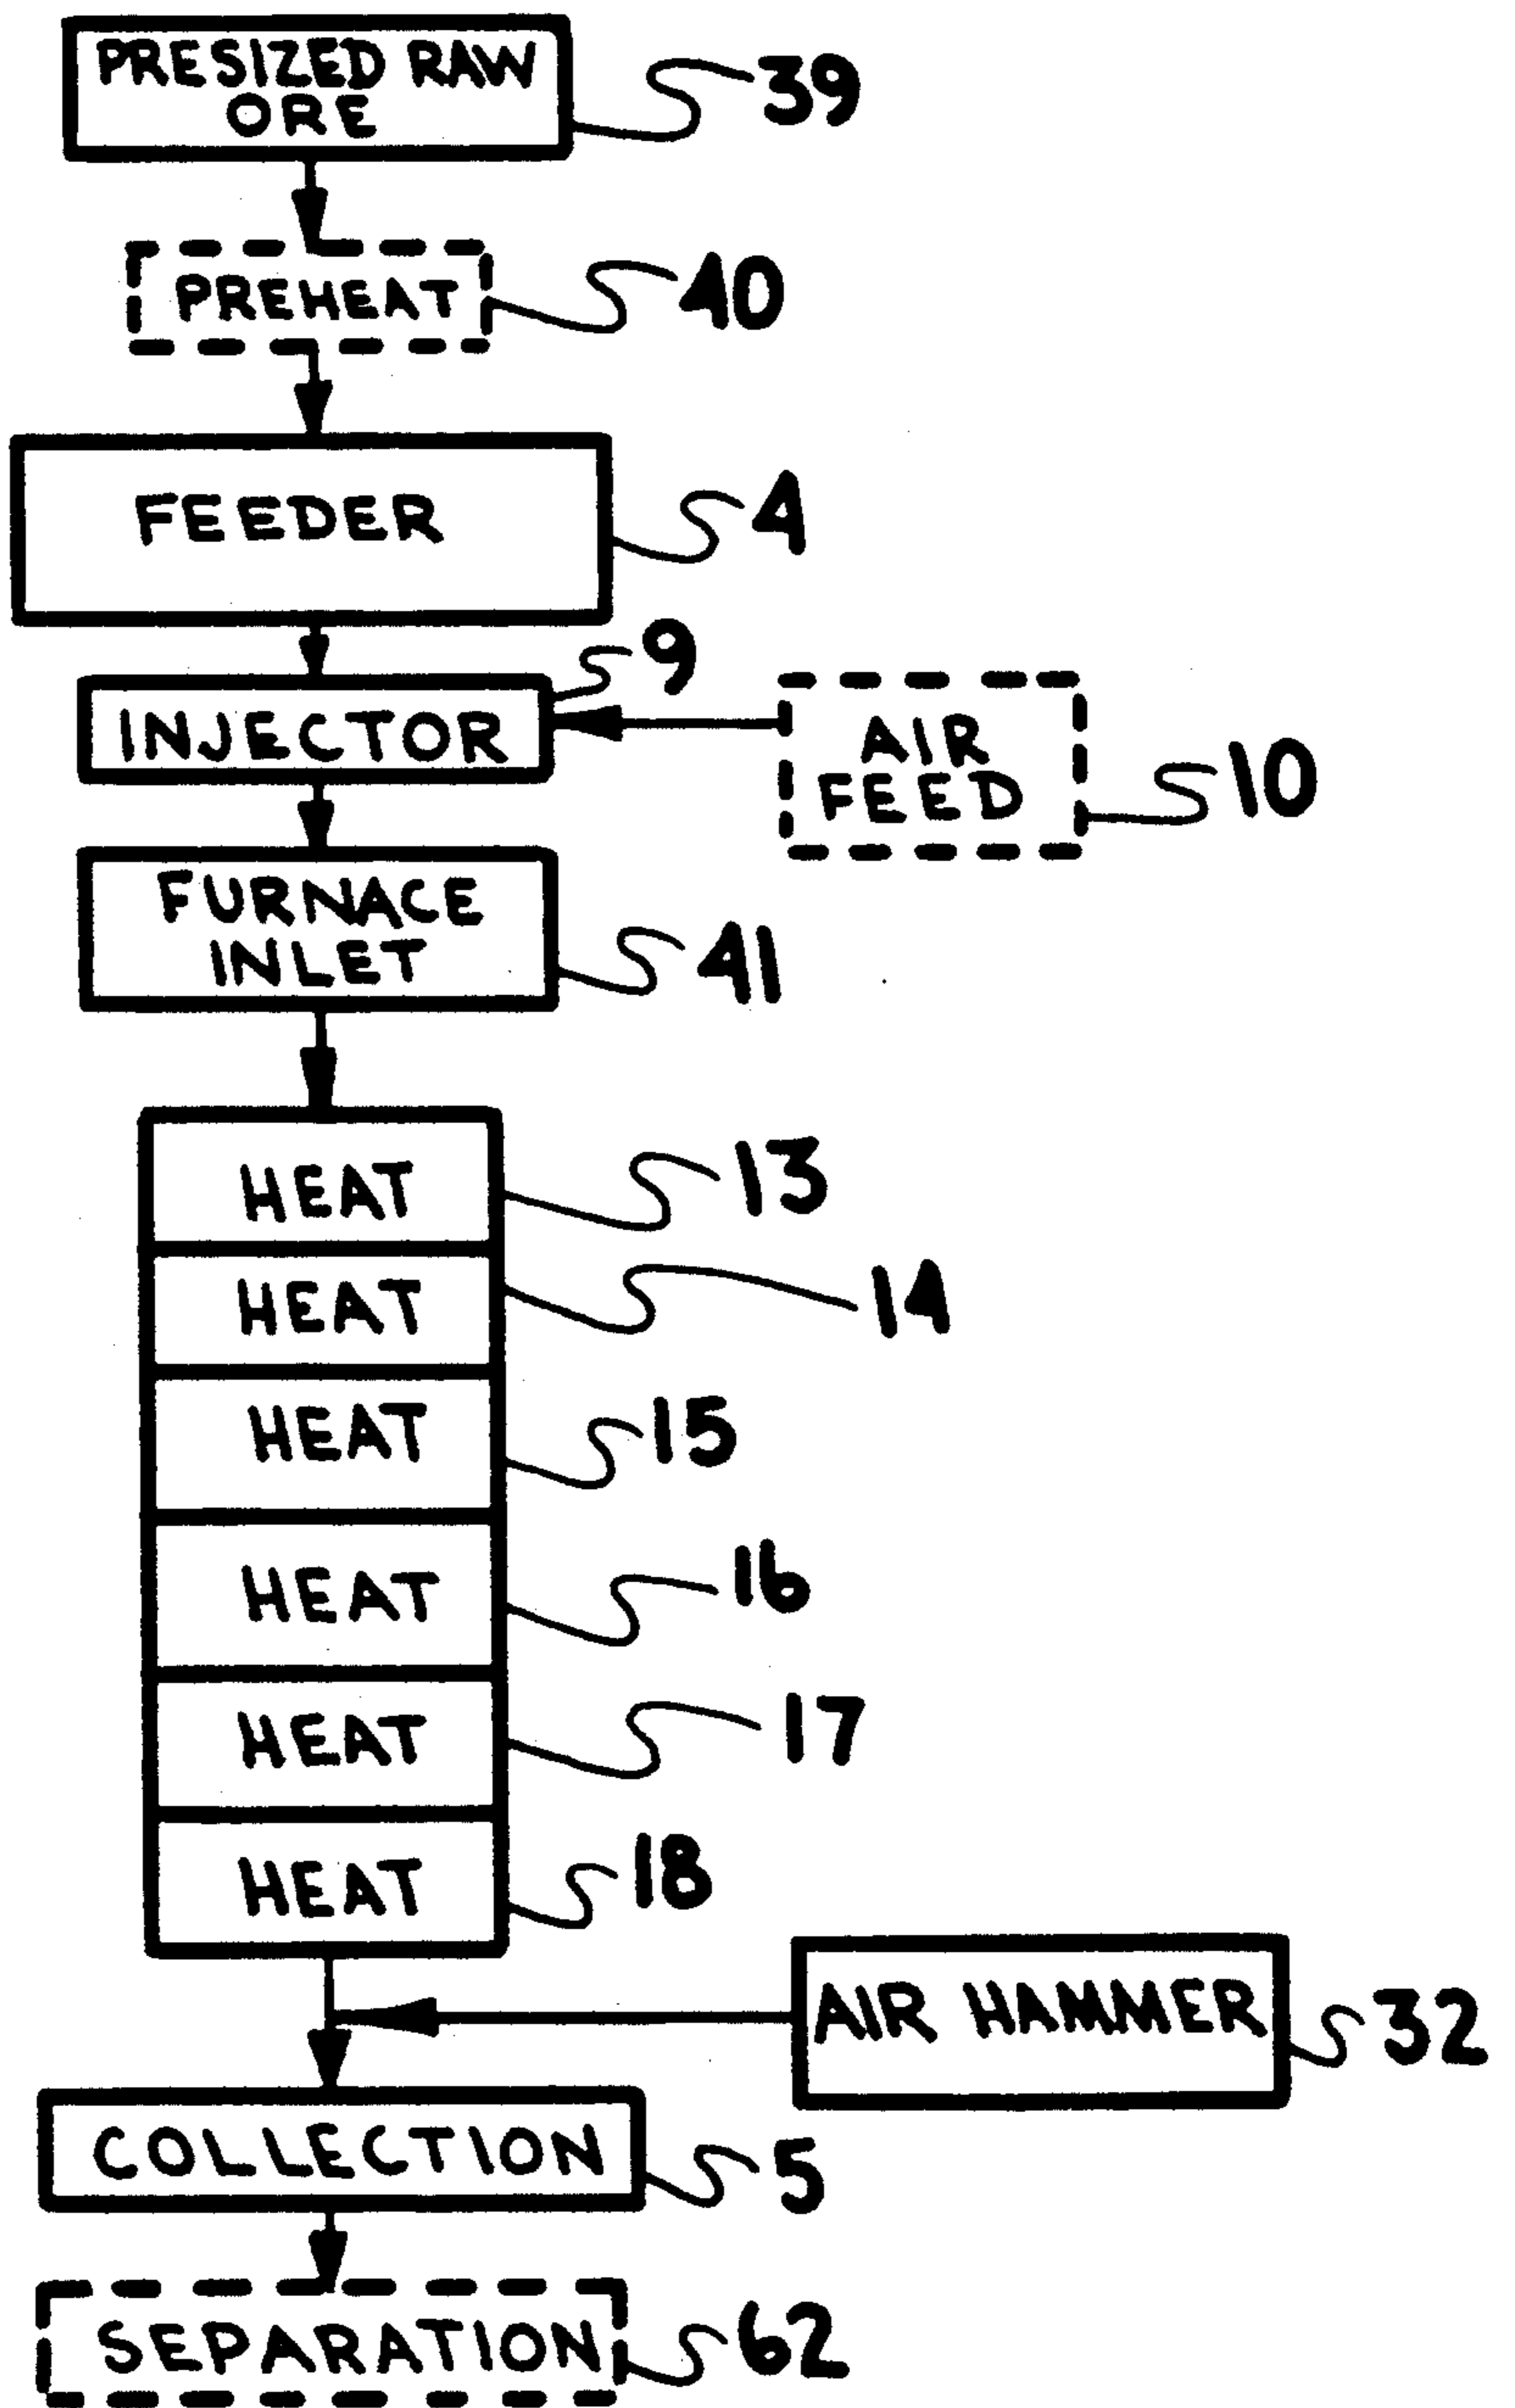 PRESIZED RAW
ORE
39
PREHEAT
40
FEEDER
4
9
INJECTOR
AIR
FEED
10
FURNACE
INLET
41
HEAT
13
HEAT
14
HEAT
15
HEAT
16
HEAT
17
HEAT
18
AIR HAMMER
32
COLLECTION
5
SEPARATION
62